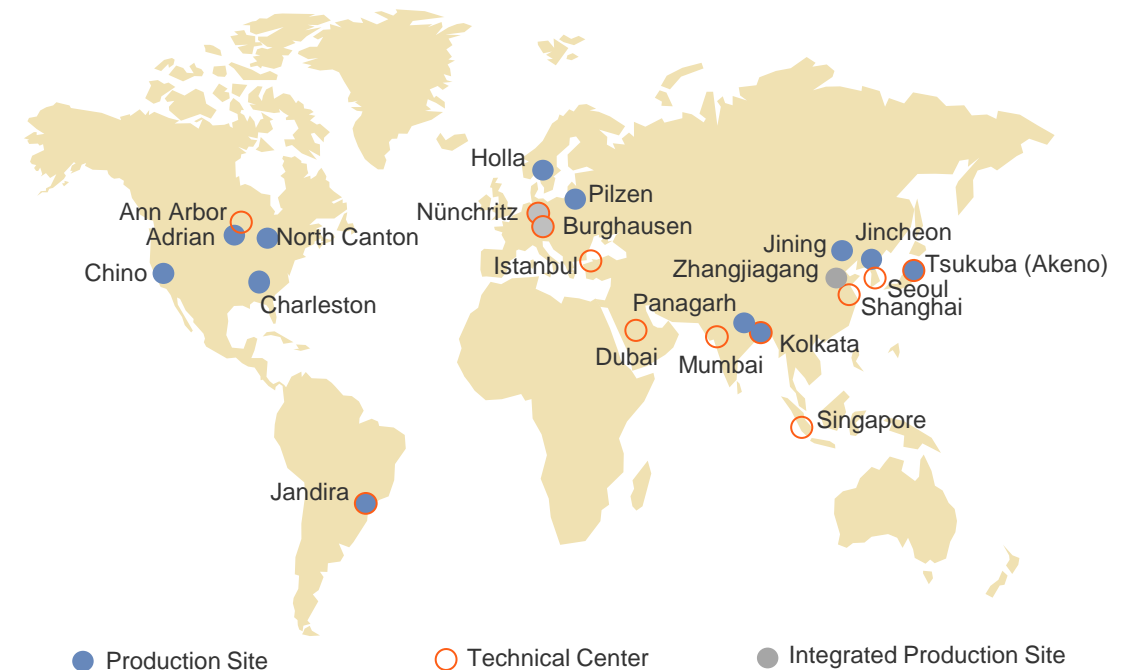 Holla
Pilzen
Nünchritz
Burghausen
Ann Arbor
Adrian
North Canton
Jincheon
Jining
Istanbul
Zhangjiagang
Tsukuba (Akeno)
Chino
Seoul
Charleston
Panagarh
Shanghai
Dubai
Mumbai
Kolkata
Singapore
Jandira
Production Site
Technical Center
Integrated Production Site